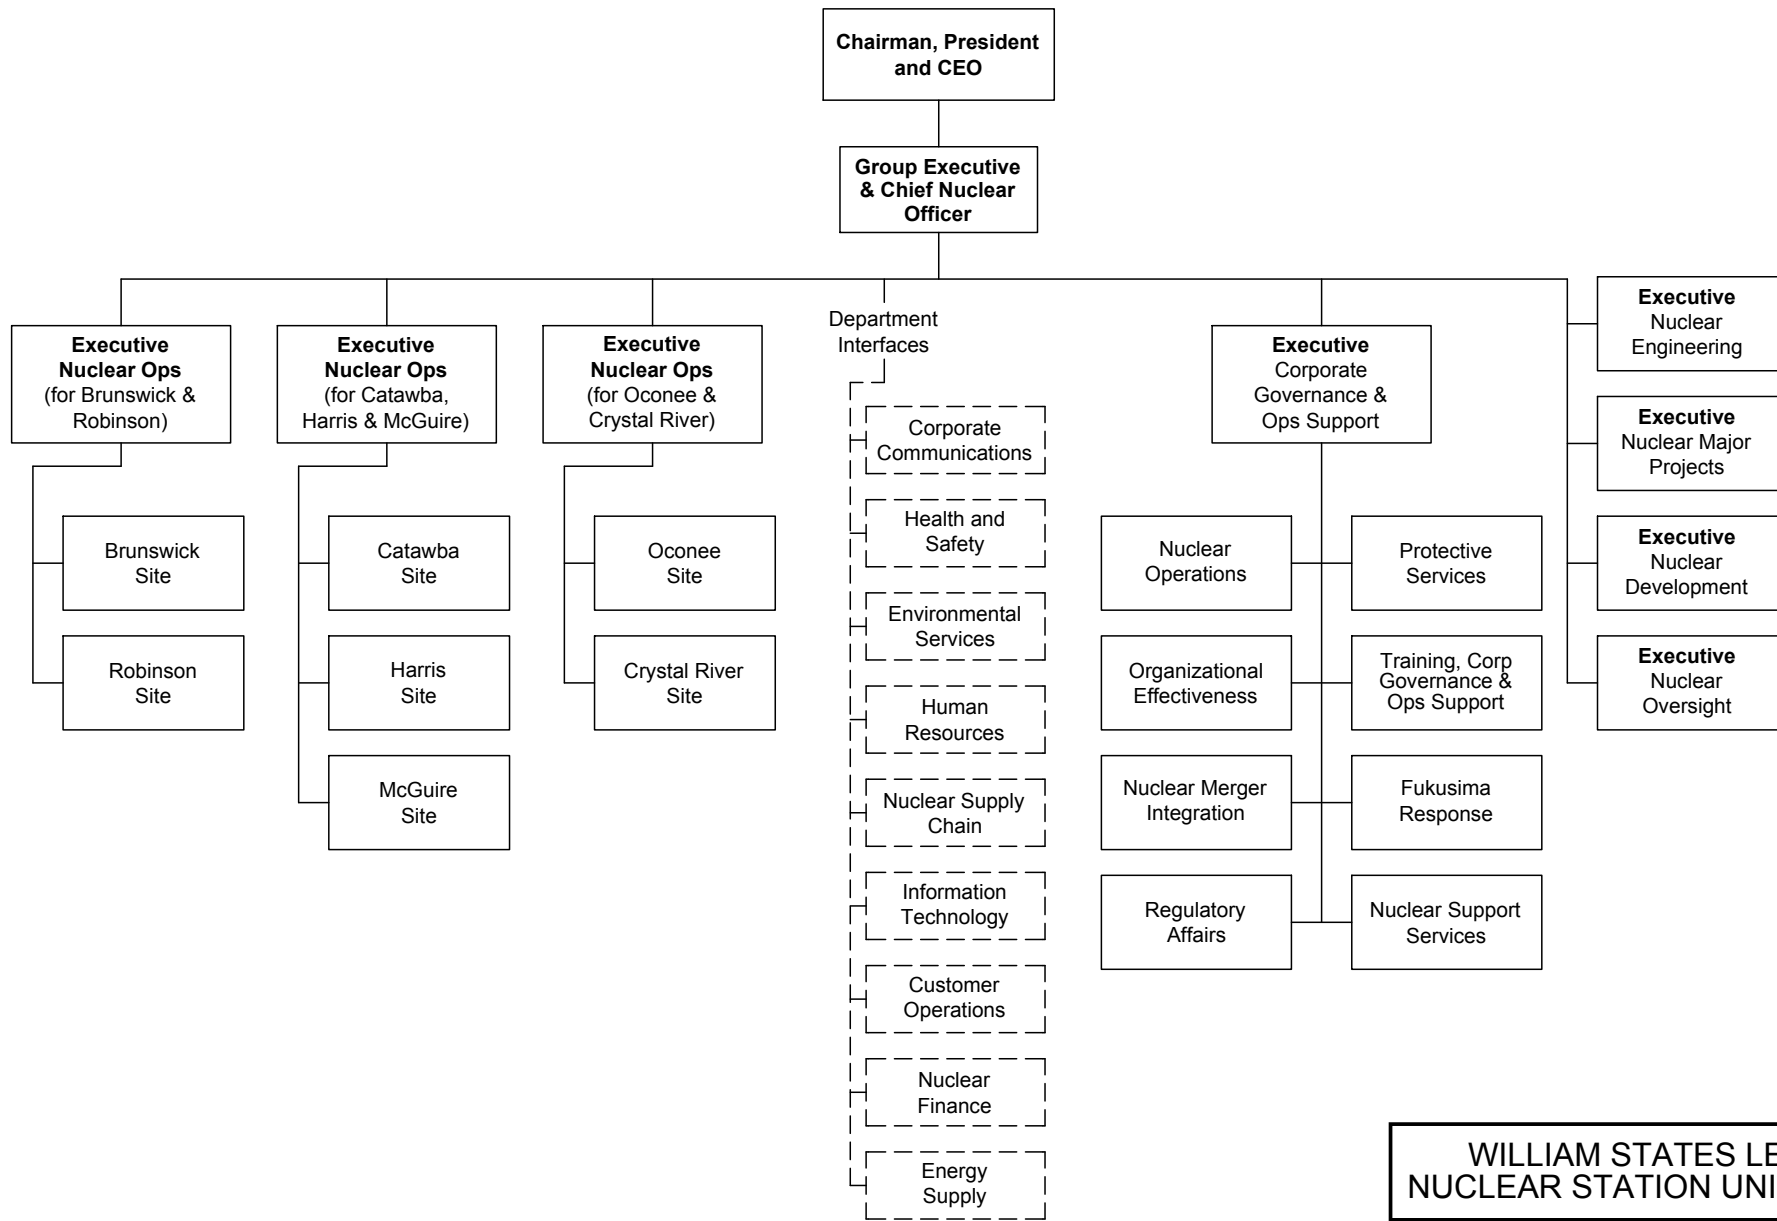 Chairman, President
and CEO
Group Executive
& Chief Nuclear
Officer
Executive
Nuclear Ops
(for Brunswick &
Robinson)
Brunswick
Site
Robinson
Site
Executive
Nuclear Ops
(for Catawba,
Harris & McGuire)
Catawba
Site
Harris
Site
McGuire
Site
Executive
Nuclear Ops
(for Oconee &
Crystal River)
Oconee
Site
Crystal River
Site
Department
Interfaces
Corporate
Communications
Health and
Safety
Environmental
Services
Human
Resources
Nuclear Supply
Chain
Information
Technology
Customer
Operations
Nuclear
Finance
Energy
Supply
Executive
Corporate
Governance &
Ops Support
Nuclear
Operations
Protective
Services
Organizational
Effectiveness
Training, Corp
Governance &
Ops Support
Nuclear Merger
Integration
Fukusima
Response
Regulatory
Affairs
Nuclear Support
Services
Executive
Nuclear
Engineering
Executive
Nuclear Major
Projects
Executive
Nuclear
Development
Executive
Nuclear
Oversight
WILLIAM STATES
NUCLEAR STATION